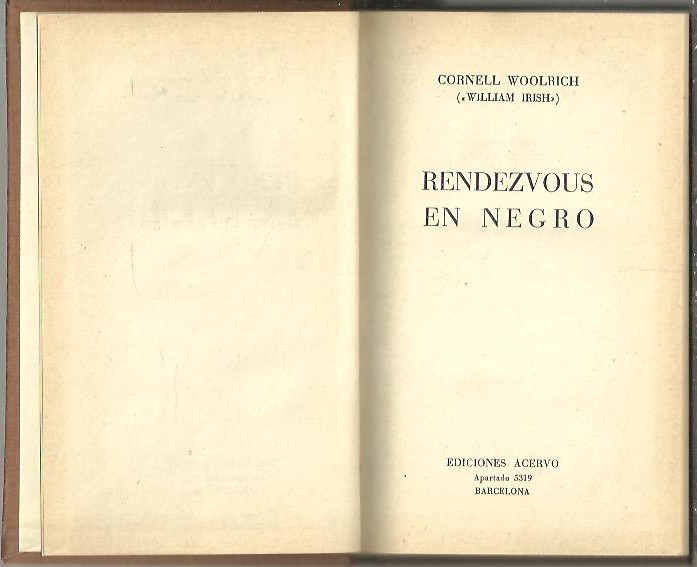 CORNELL WOOLRICH
(«WILLIAM IRISH»)
RENDEZVOUS
EN NEGRO
EDICIONES ACERVO
Apartado 5319
BARCELONA